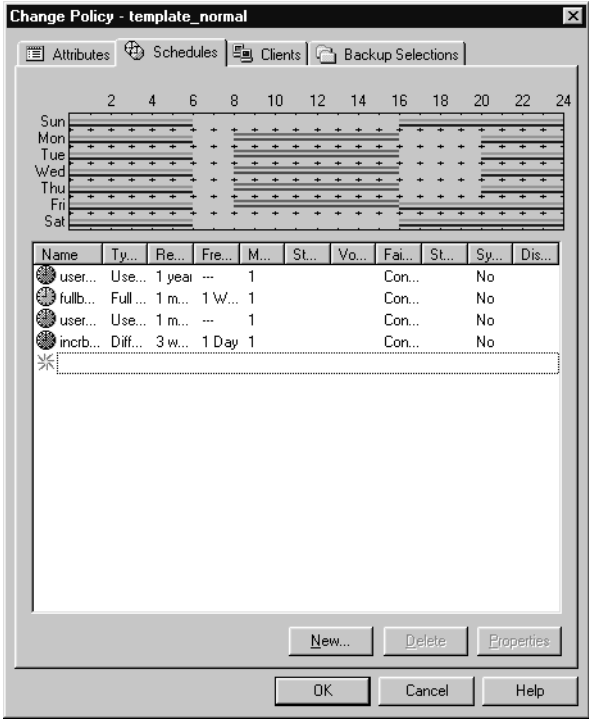 Change Policy - template_normal
Attributes Schedules Clients Backup Selections
2 4 6 8 10 12 14 16 18 20 22 24
Sun
Mon
Tue
Wed
Thu
Fri
Sat
Name Ty... Re... Fre... M... St... Vo... Fai... St... Sy... Dis...
user... Use... 1 year --- 1 Con... No
fullb... Full ... 1 m... 1 W... 1 Con... No
user... Use... 1 m... --- 1 Con... No
incrb... Diff... 3 w... 1 Day 1 Con... No
New... Delete Properties
OK Cancel Help